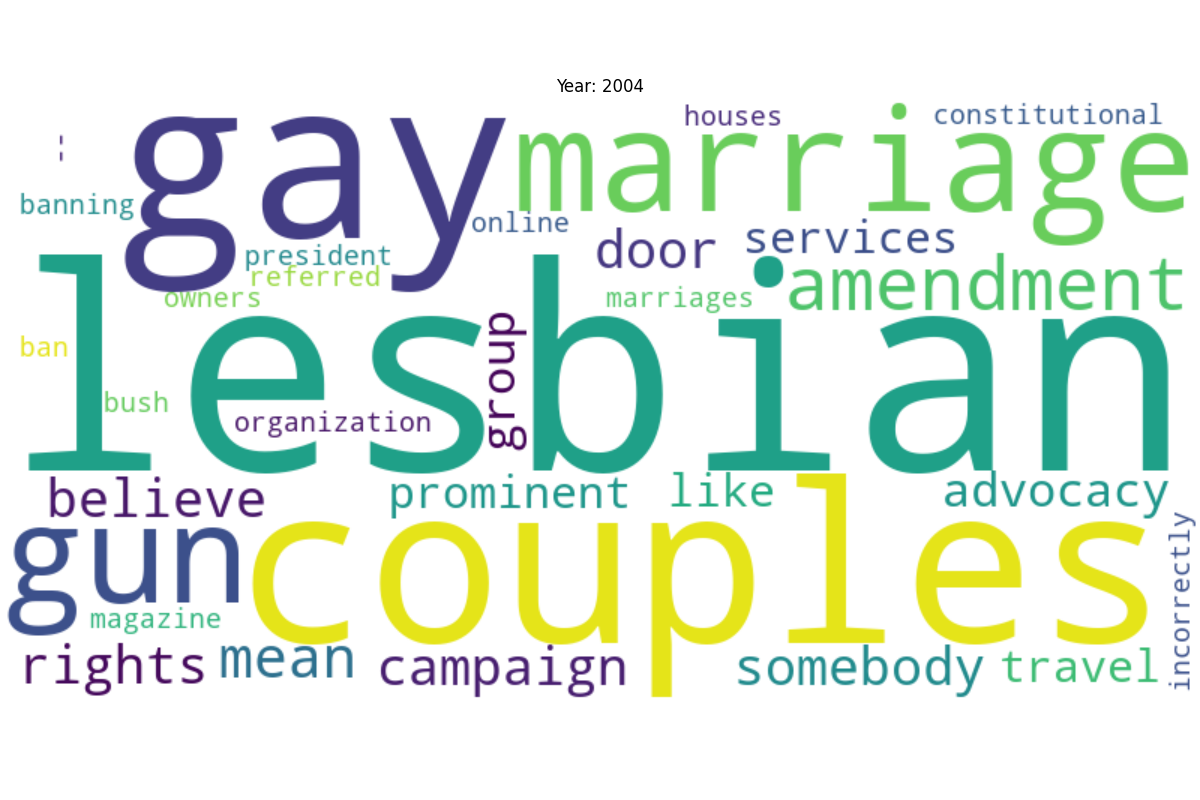 Year: 2004
gay
marriage
houses
constitutional
¦
banning
online
door
services
president
referred
owners
marriages
amendment
lesbian
group
ban
bush
organization
believe
prominent
like
advocacy
gun
couples
incorrectly
magazine
rights
mean
campaign
somebody
travel